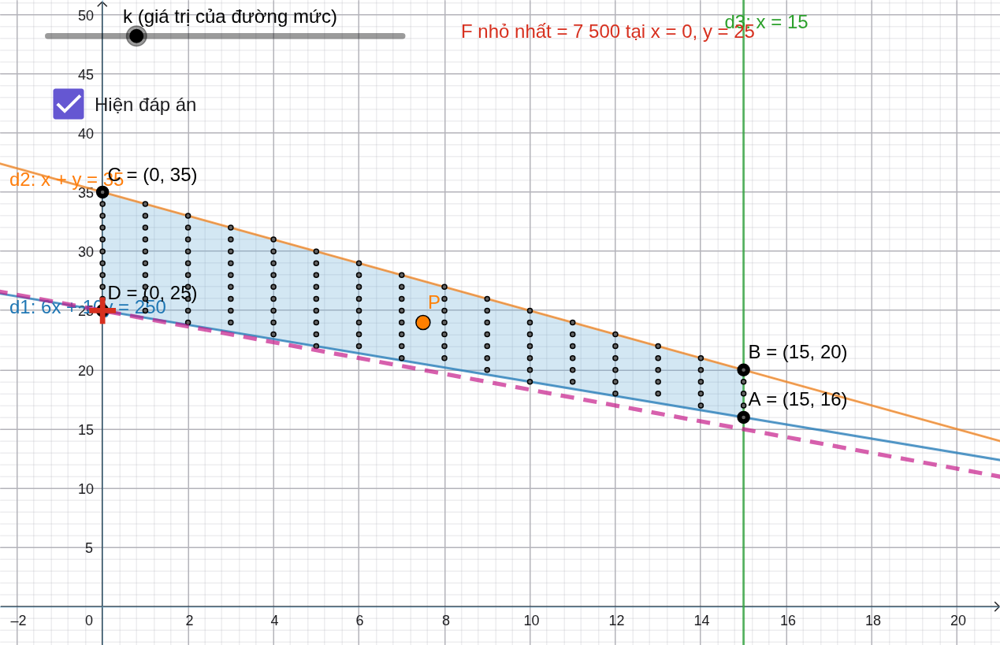 k (giá trị của đường mức)
F nhỏ nhất = 7 500 tại x = 0, y = 25
d3: x = 15
Hiện đáp án
d2: x + y = 35
C = (0, 35)
D = (0, 25)
d1: 6x + 10y = 250
P
B = (15, 20)
A = (15, 16)
50
45
40
35
30
25
20
15
10
5
–2
0
2
4
6
8
10
12
14
16
18
20